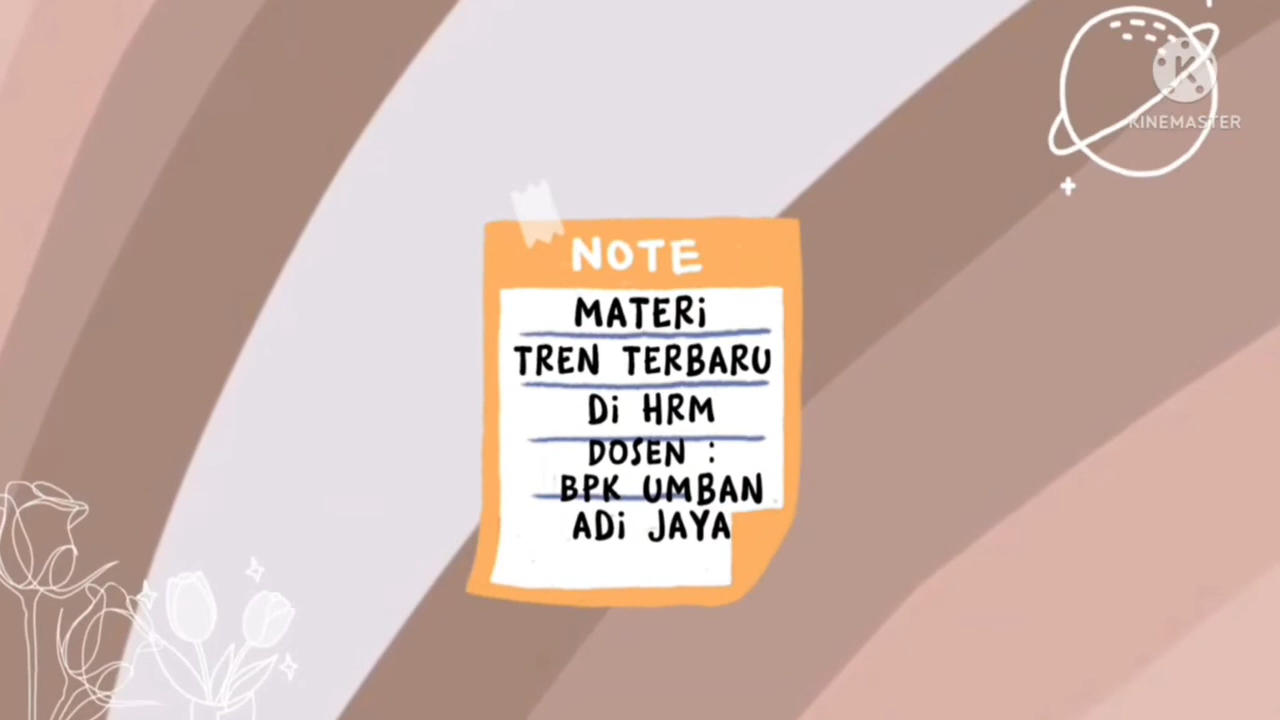 KINEMASTER
NOTE
MATERi
TREN TERBARU
Di HRM
DOSEN :
BPK UMBAN
ADi JAYA